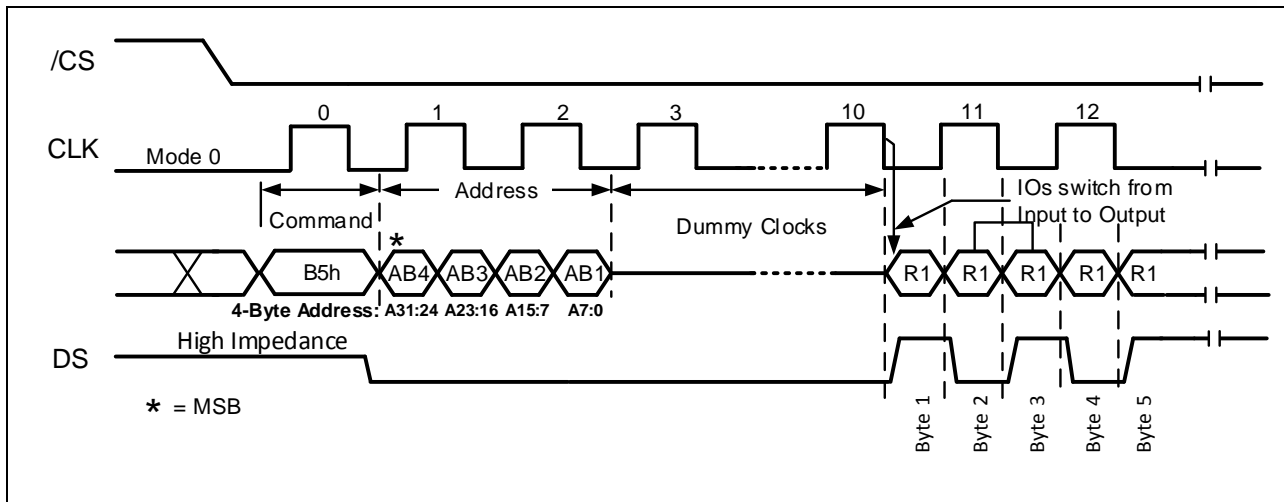 /CS
0 1 2 3 10 11 12
CLK
Mode 0
Address
Command
Dummy Clocks
IOs switch from
Input to Output
*
B5h AB4 AB3 AB2 AB1 R1 R1 R1 R1 R1
4-Byte Address: A31:24 A23:16 A15:7 A7:0
High Impedance
DS
* = MSB
Byte 1
Byte 2
Byte 3
Byte 4
Byte 5